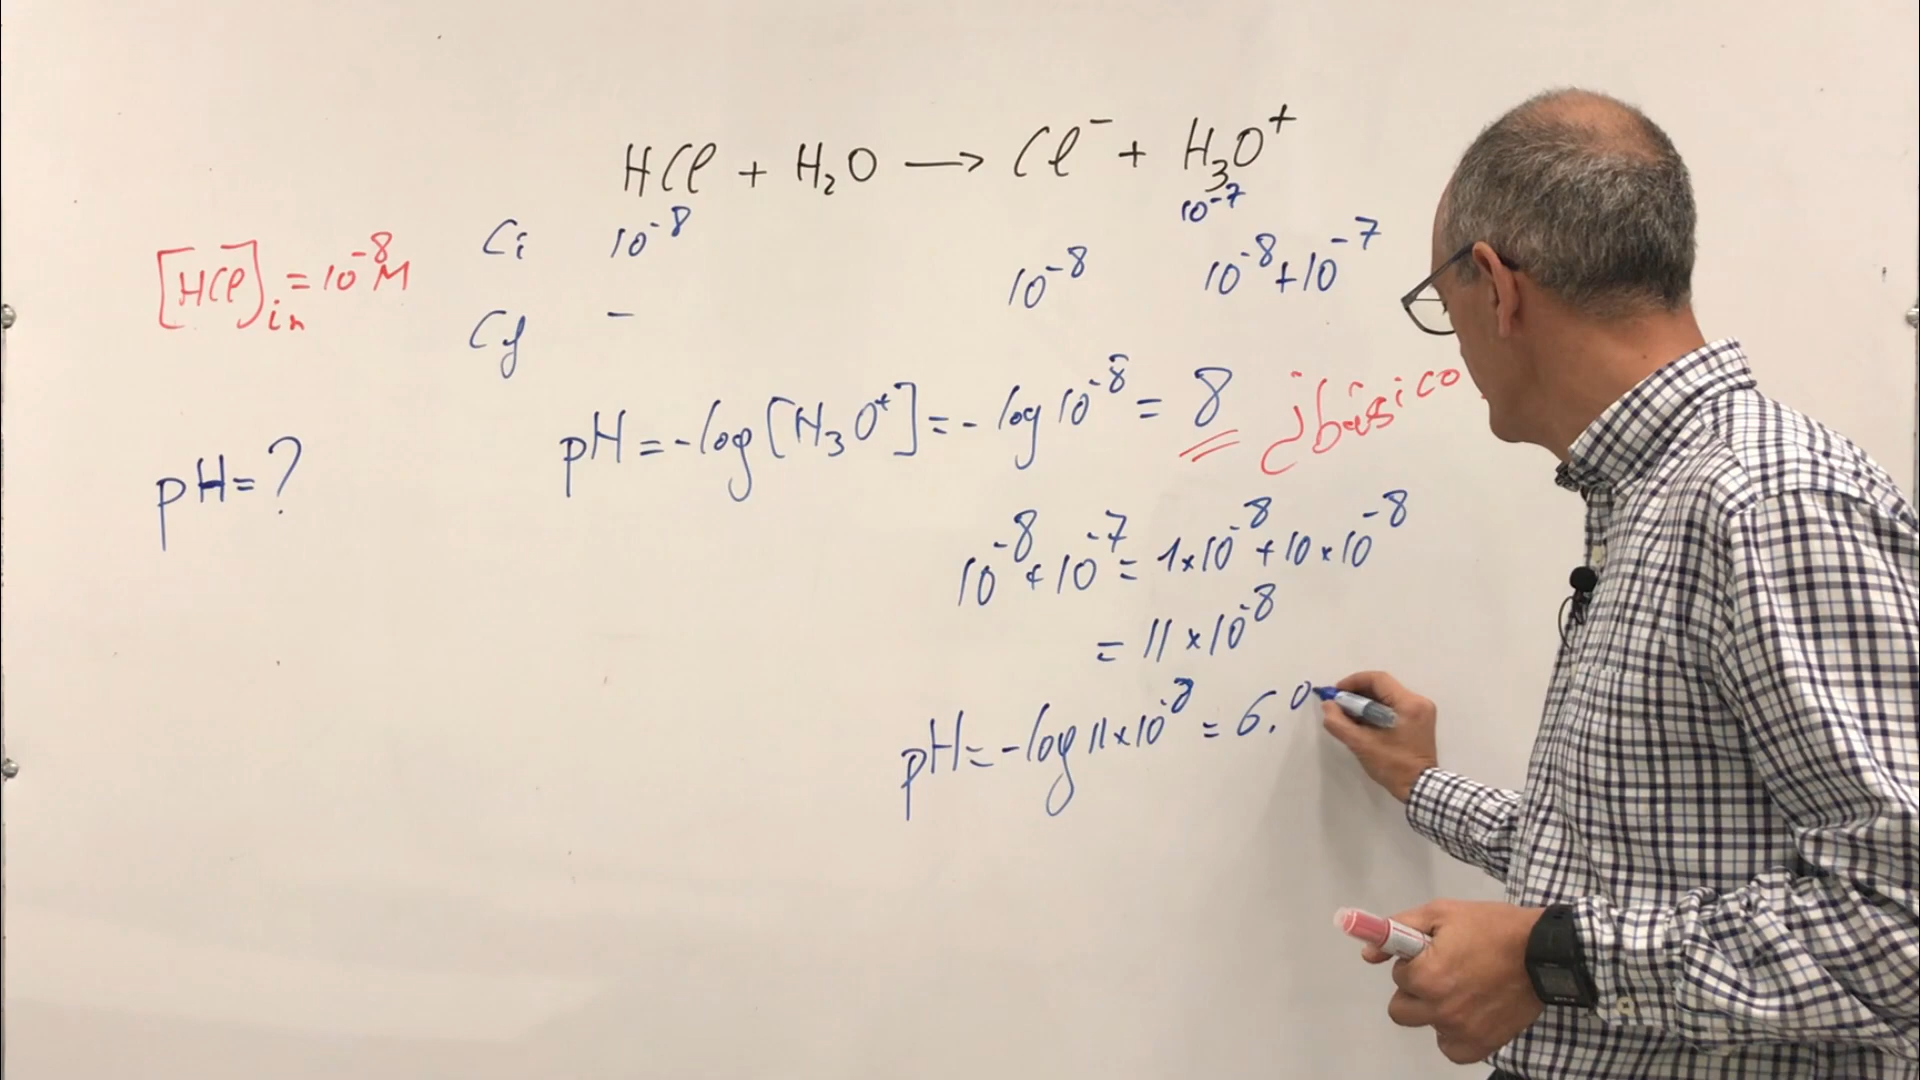 HCl + H₂O → Cl⁻ + H₃O⁺
10⁻⁷
Ci 10⁻⁸
10⁻⁸ 10⁻⁸+10⁻⁷
[HCl]in = 10⁻⁸M
Cf –
pH = -log[H₃O⁺] = -log 10⁻⁸ = 8 ¿básico
pH = ?
10⁻⁸+10⁻⁷ = 1×10⁻⁸+10×10⁻⁸
= 11×10⁻⁸
pH = -log 11×10⁻⁸ = 6.0